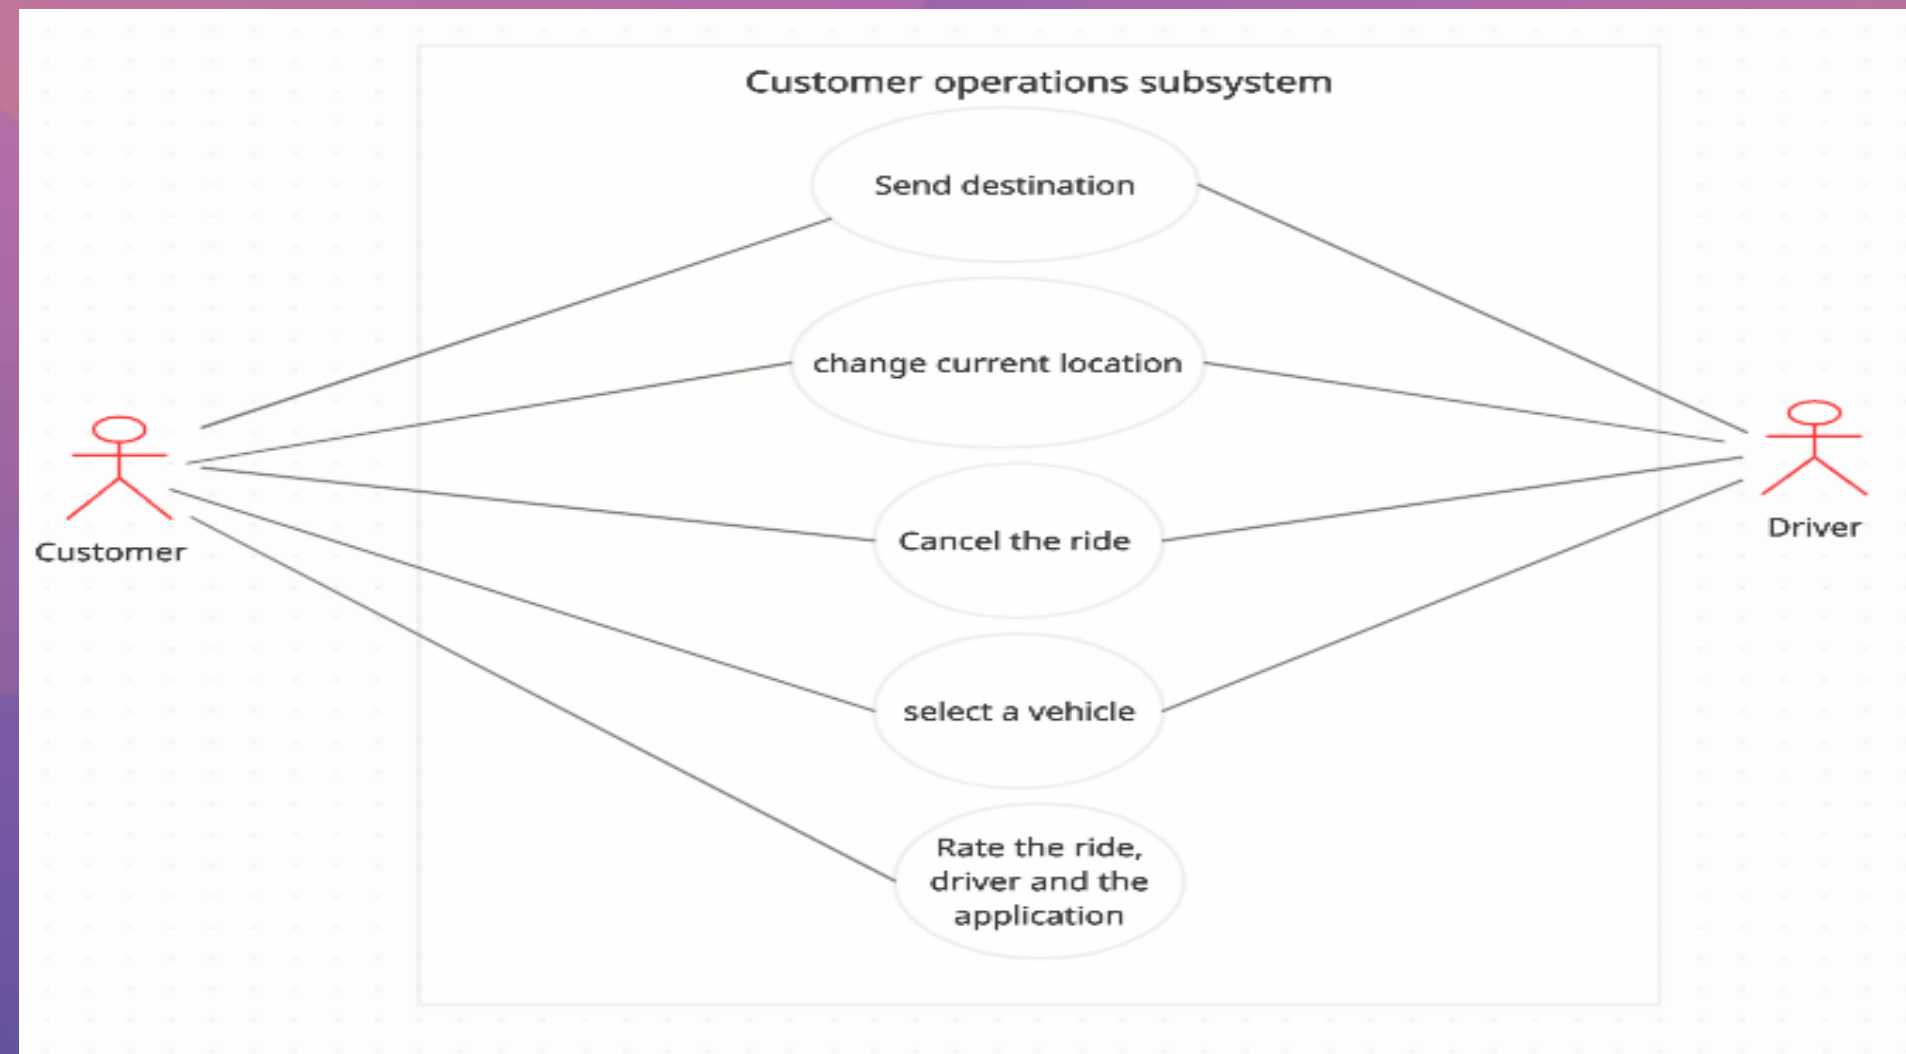 Customer operations subsystem
Send destination
change current location
Cancel the ride
Customer
Driver
select a vehicle
Rate the ride,
driver and the
application